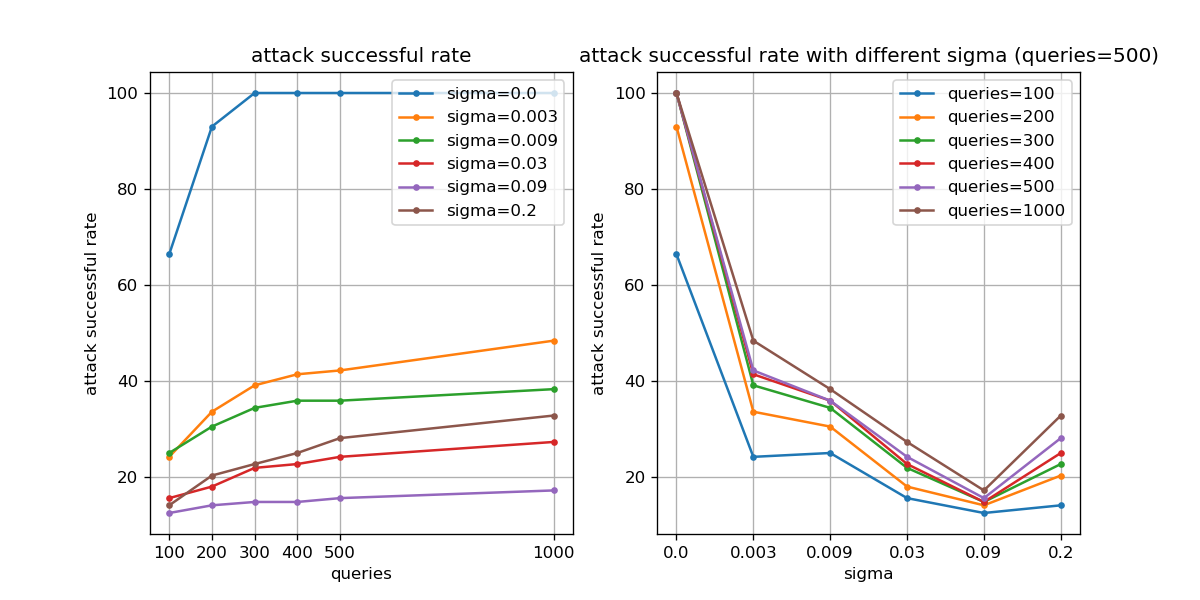 attack successful rate
attack successful rate
100
80
60
40
20
sigma=0.0
sigma=0.003
sigma=0.009
sigma=0.03
sigma=0.09
sigma=0.2
100 200 300 400 500 1000
queries
attack successful rate with different sigma (queries=500)
attack successful rate
100
80
60
40
20
queries=100
queries=200
queries=300
queries=400
queries=500
queries=1000
0.0 0.003 0.009 0.03 0.09 0.2
sigma